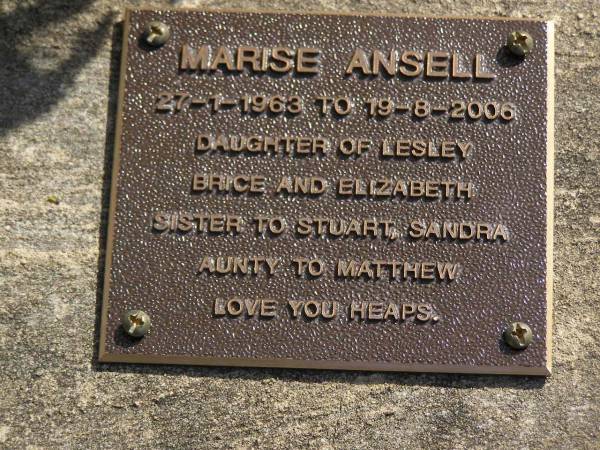 MARISE ANSELL
27-1-1963 TO 19-8-2006
DAUGHTER OF LESLEY
BRICE AND ELIZABETH
SISTER TO STUART, SANDRA
AUNTY TO MATTHEW
LOVE YOU HEAPS.